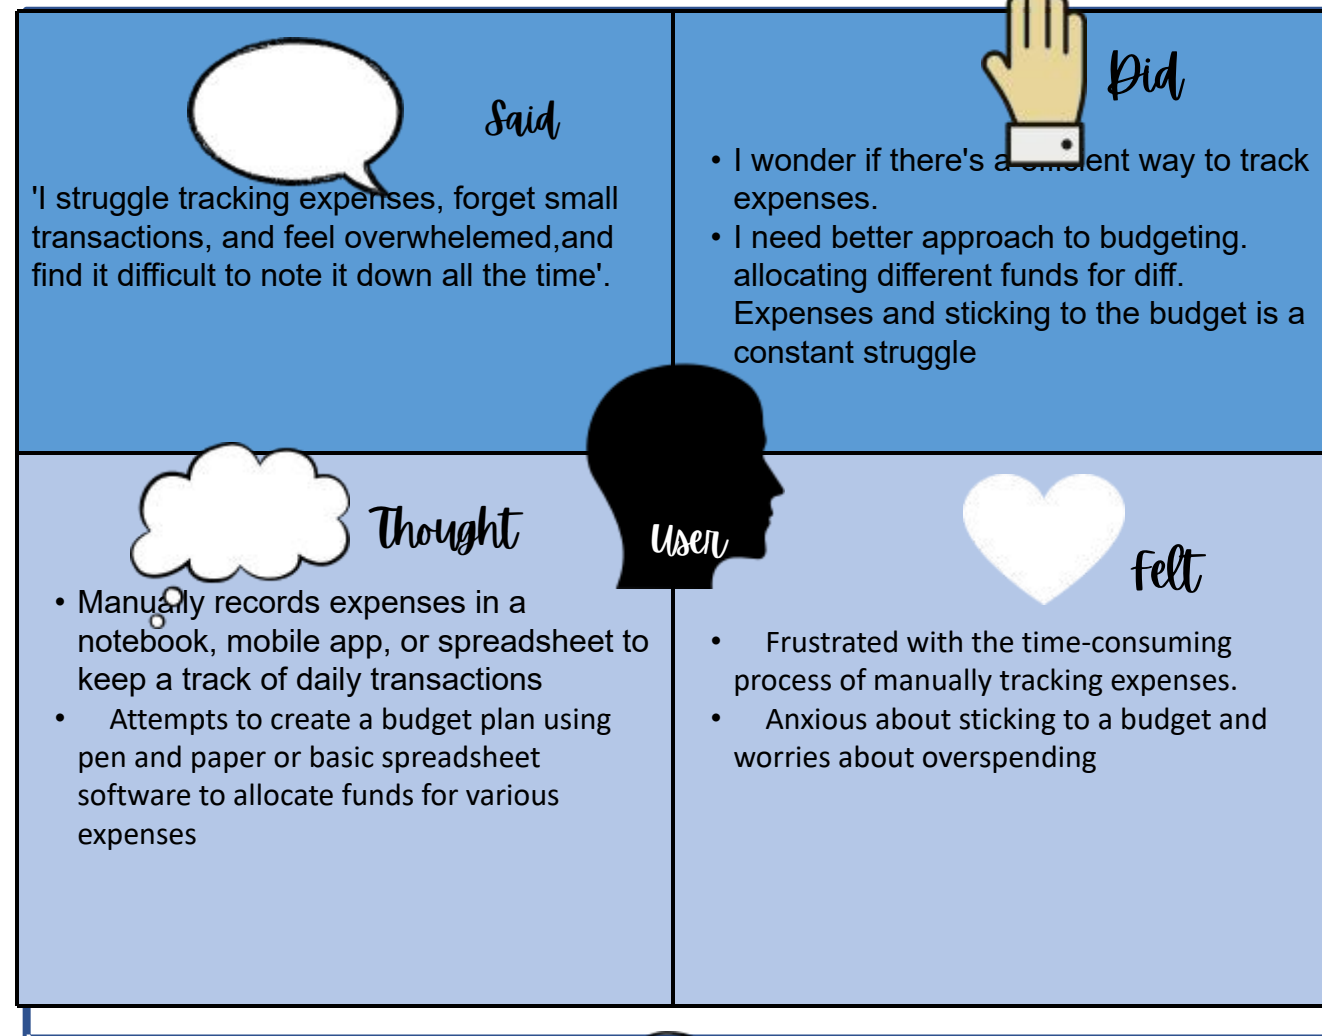 Said
'I struggle tracking expenses, forget small
transactions, and feel overwhelemed,and
find it difficult to note it down all the time'.
Did
• I wonder if there's a efficient way to track
expenses.
• I need better approach to budgeting.
allocating different funds for diff.
Expenses and sticking to the budget is a
constant struggle
Thought
• Manually records expenses in a
notebook, mobile app, or spreadsheet to
keep a track of daily transactions
• Attempts to create a budget plan using
pen and paper or basic spreadsheet
software to allocate funds for various
expenses
User
Felt
• Frustrated with the time-consuming
process of manually tracking expenses.
• Anxious about sticking to a budget and
worries about overspending